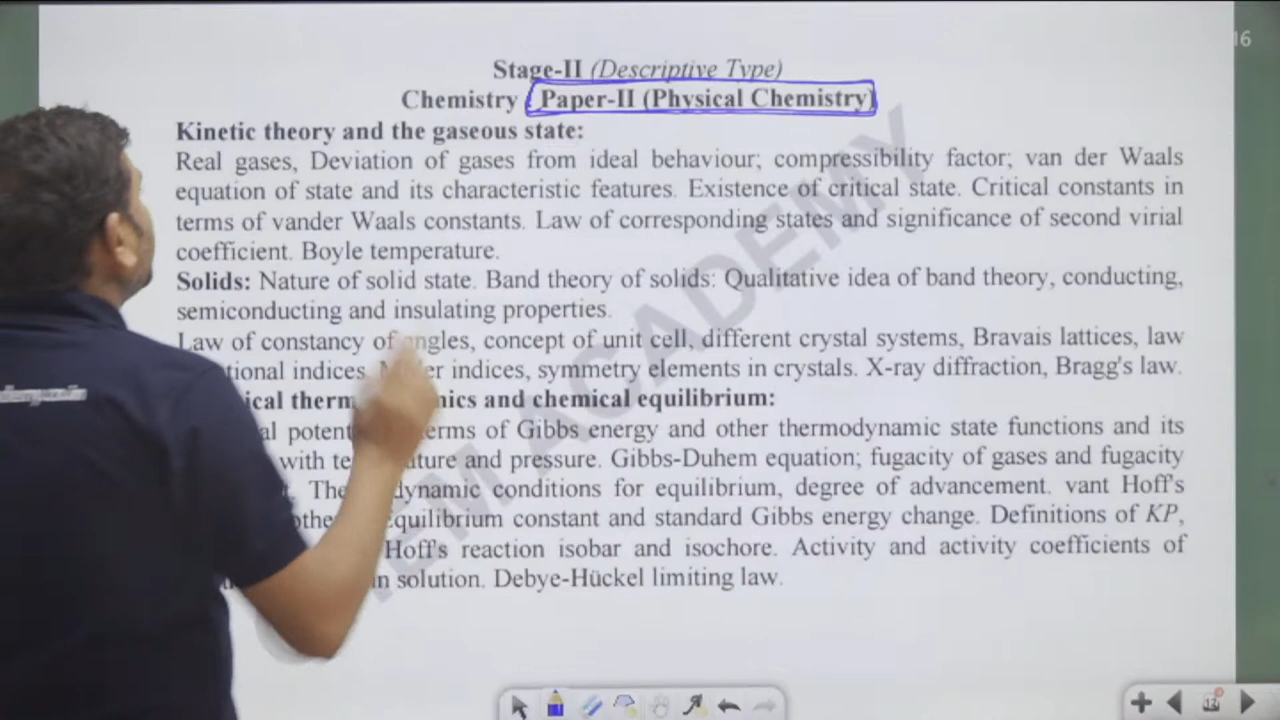 16
Stage-II (Descriptive Type)
Chemistry Paper-II (Physical Chemistry)
Kinetic theory and the gaseous state:
Real gases, Deviation of gases from ideal behaviour; compressibility factor; van der Waals
equation of state and its characteristic features. Existence of critical state. Critical constants in
terms of vander Waals constants. Law of corresponding states and significance of second virial
coefficient. Boyle temperature.
Solids: Nature of solid state. Band theory of solids: Qualitative idea of band theory, conducting,
semiconducting and insulating properties.
Law of constancy of angles, concept of unit cell, different crystal systems, Bravais lattices, law
indices, indices, symmetry elements in crystals. X-ray diffraction, Bragg's law.
and chemical equilibrium:
terms of Gibbs energy and other thermodynamic state functions and its
with and pressure. Gibbs-Duhem equation; fugacity of gases and fugacity
conditions for equilibrium, degree of advancement. vant Hoff's
equilibrium constant and standard Gibbs energy change. Definitions of KP,
Hoff's reaction isobar and isochore. Activity and activity coefficients of
in solution. Debye-Hückel limiting law.
ACADEMY
12